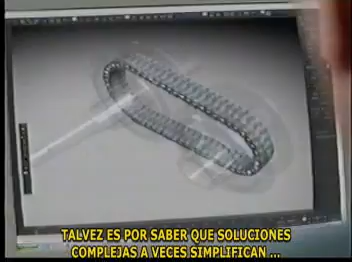 TALVEZ ES POR SABER QUE SOLUCIONES
COMPLEJAS A VECES SIMPLIFICAN ...